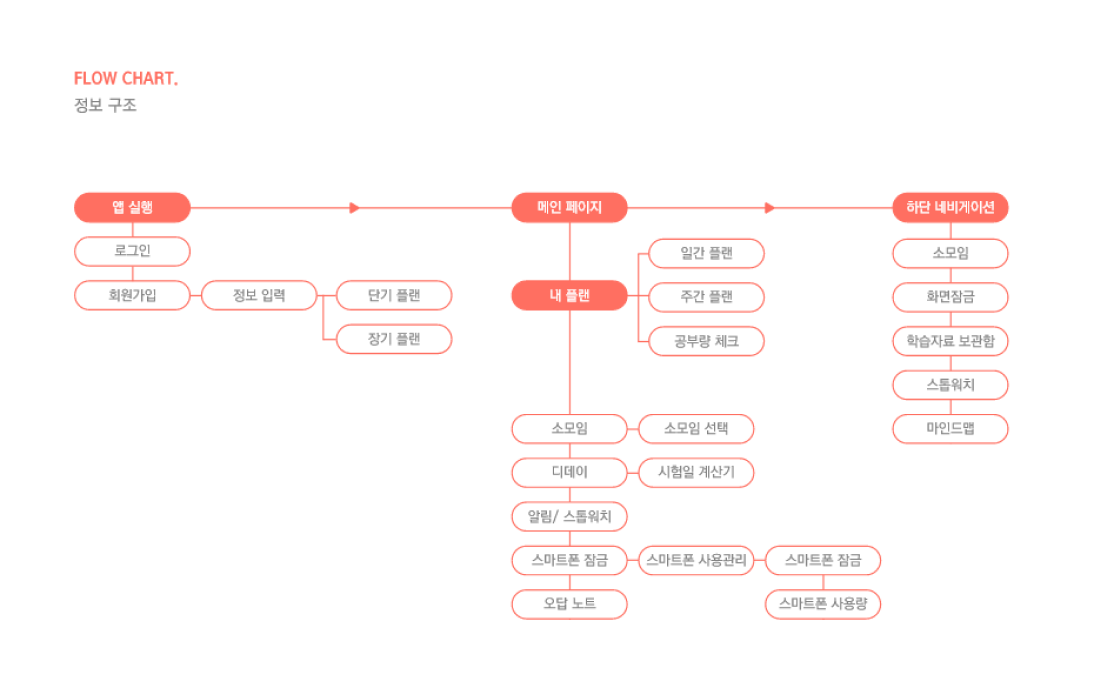 FLOW CHART.
정보 구조
앱 실행
로그인
회원가입
정보 입력
단기 플랜
장기 플랜
메인 페이지
내 플랜
일간 플랜
주간 플랜
공부량 체크
소모임
소모임 선택
디데이
시험일 계산기
알림/ 스톱워치
스마트폰 잠금
스마트폰 사용관리
스마트폰 잠금
스마트폰 사용량
오답 노트
하단 네비게이션
소모임
화면잠금
학습자료 보관함
스톱워치
마인드맵